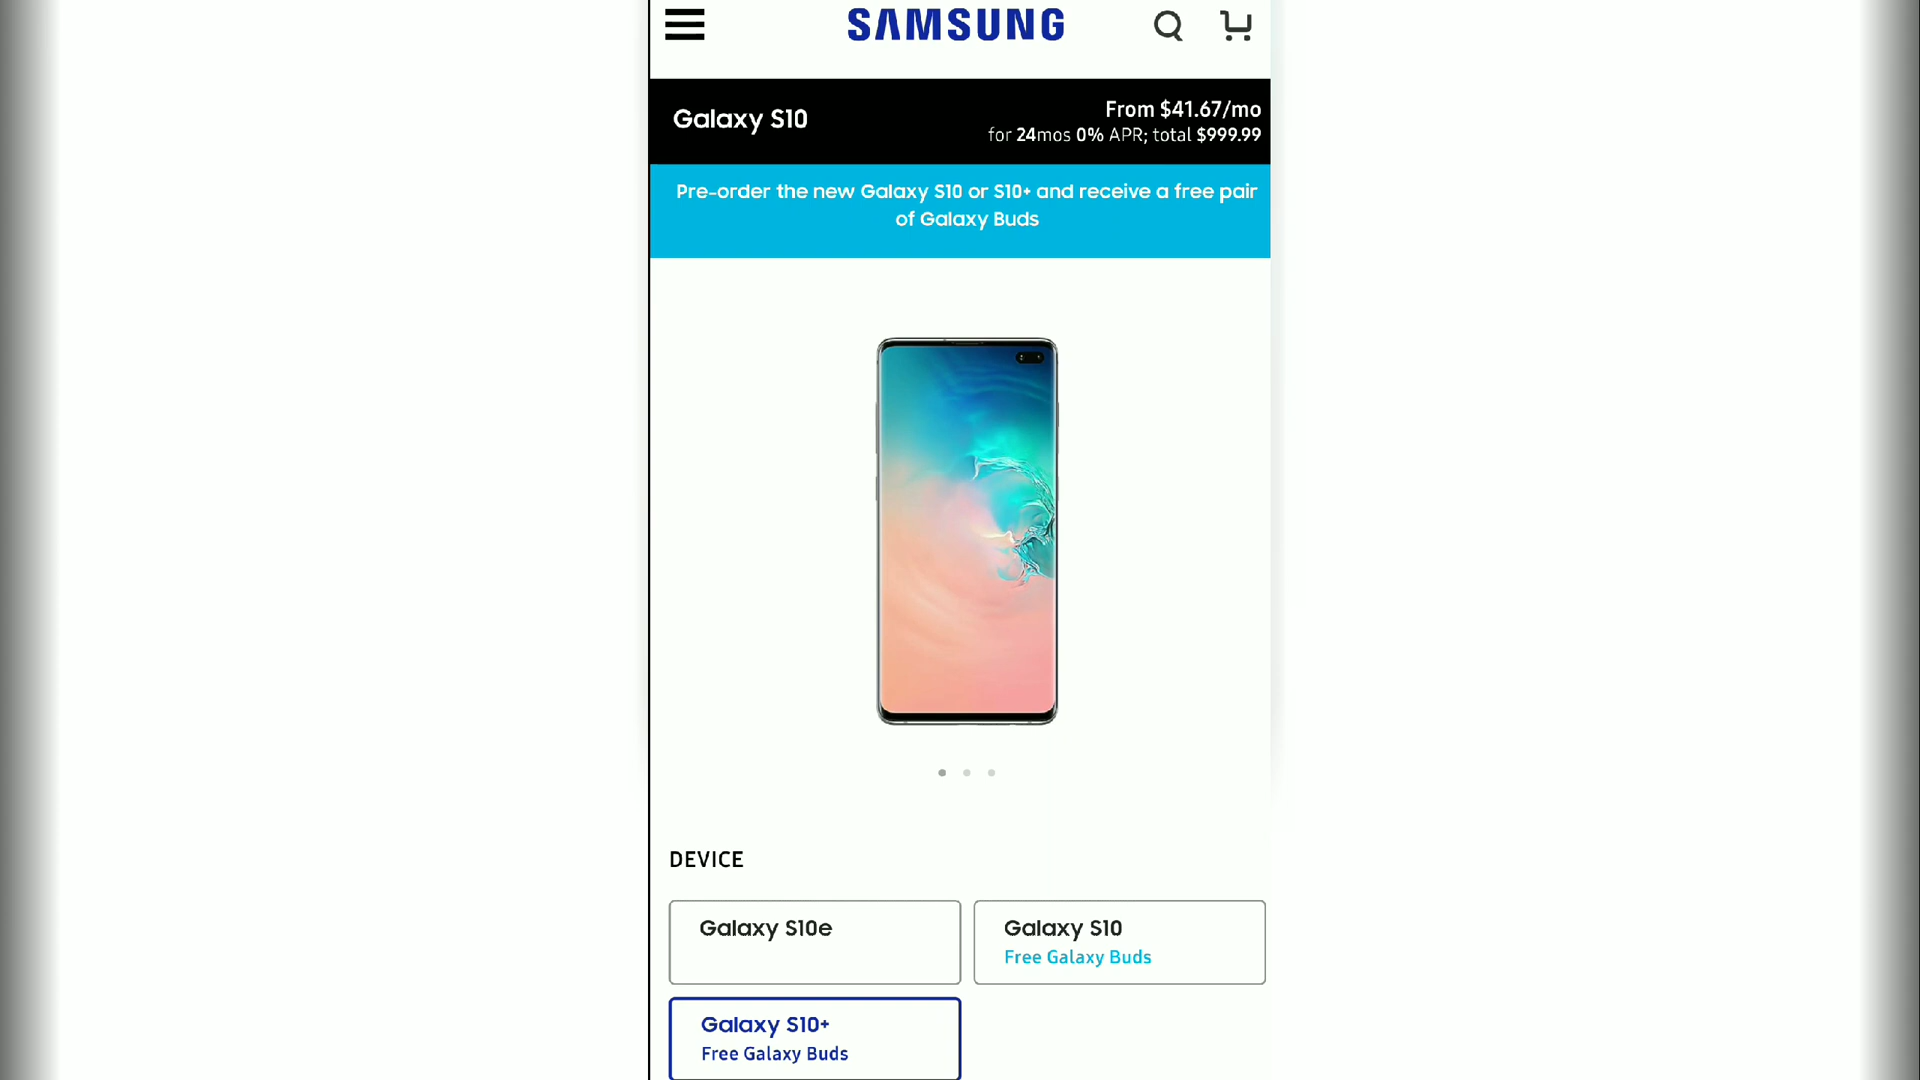 SAMSUNG
Galaxy S10
From $41.67/mo
for 24mos 0% APR; total $999.99
Pre-order the new Galaxy S10 or S10+ and receive a free pair
of Galaxy Buds
DEVICE
Galaxy S10e
Galaxy S10
Free Galaxy Buds
Galaxy S10+
Free Galaxy Buds